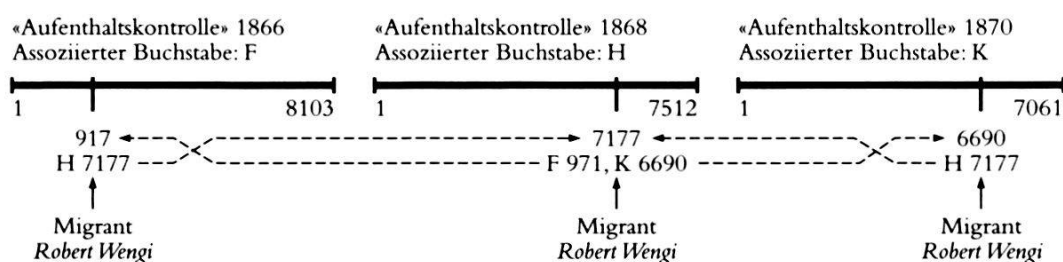 «Aufenthaltskontrolle» 1866
Assoziierter Buchstabe: F
«Aufenthaltskontrolle» 1868
Assoziierter Buchstabe: H
«Aufenthaltskontrolle» 1870
Assoziierter Buchstabe: K
1 8103
1 7512
1 7061
917 7177 6690
H 7177 F 971, K 6690 H 7177
Migrant Migrant Migrant
Robert Wengi Robert Wengi Robert Wengi